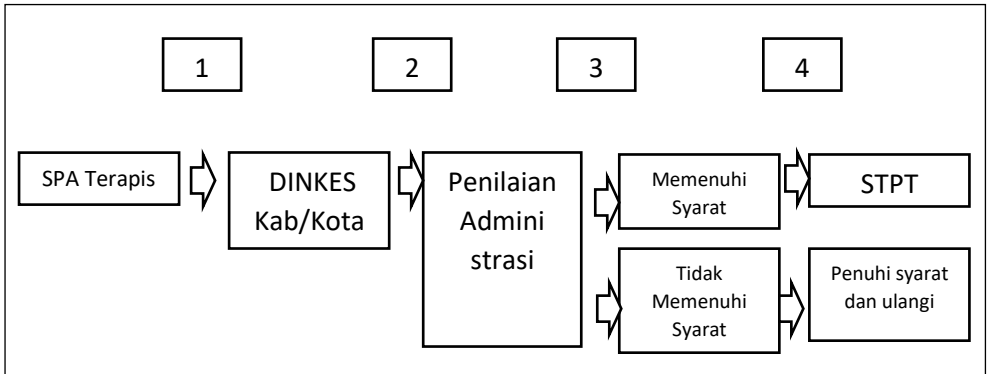 1
2
3
4
SPA Terapis
DINKES
Kab/Kota
Penilaian
Admini
strasi
Memenuhi
Syarat
STPT
Tidak
Memenuhi
Syarat
Penuhi syarat
dan ulangi